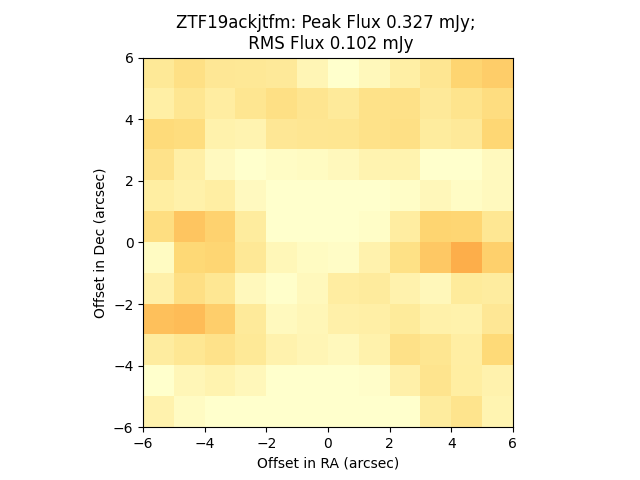 ZTF19ackjtfm: Peak Flux 0.327 mJy;
RMS Flux 0.102 mJy
6
4
2
0
−2
−4
−6
Offset in Dec (arcsec)
−6 −4 −2 0 2 4 6
Offset in RA (arcsec)